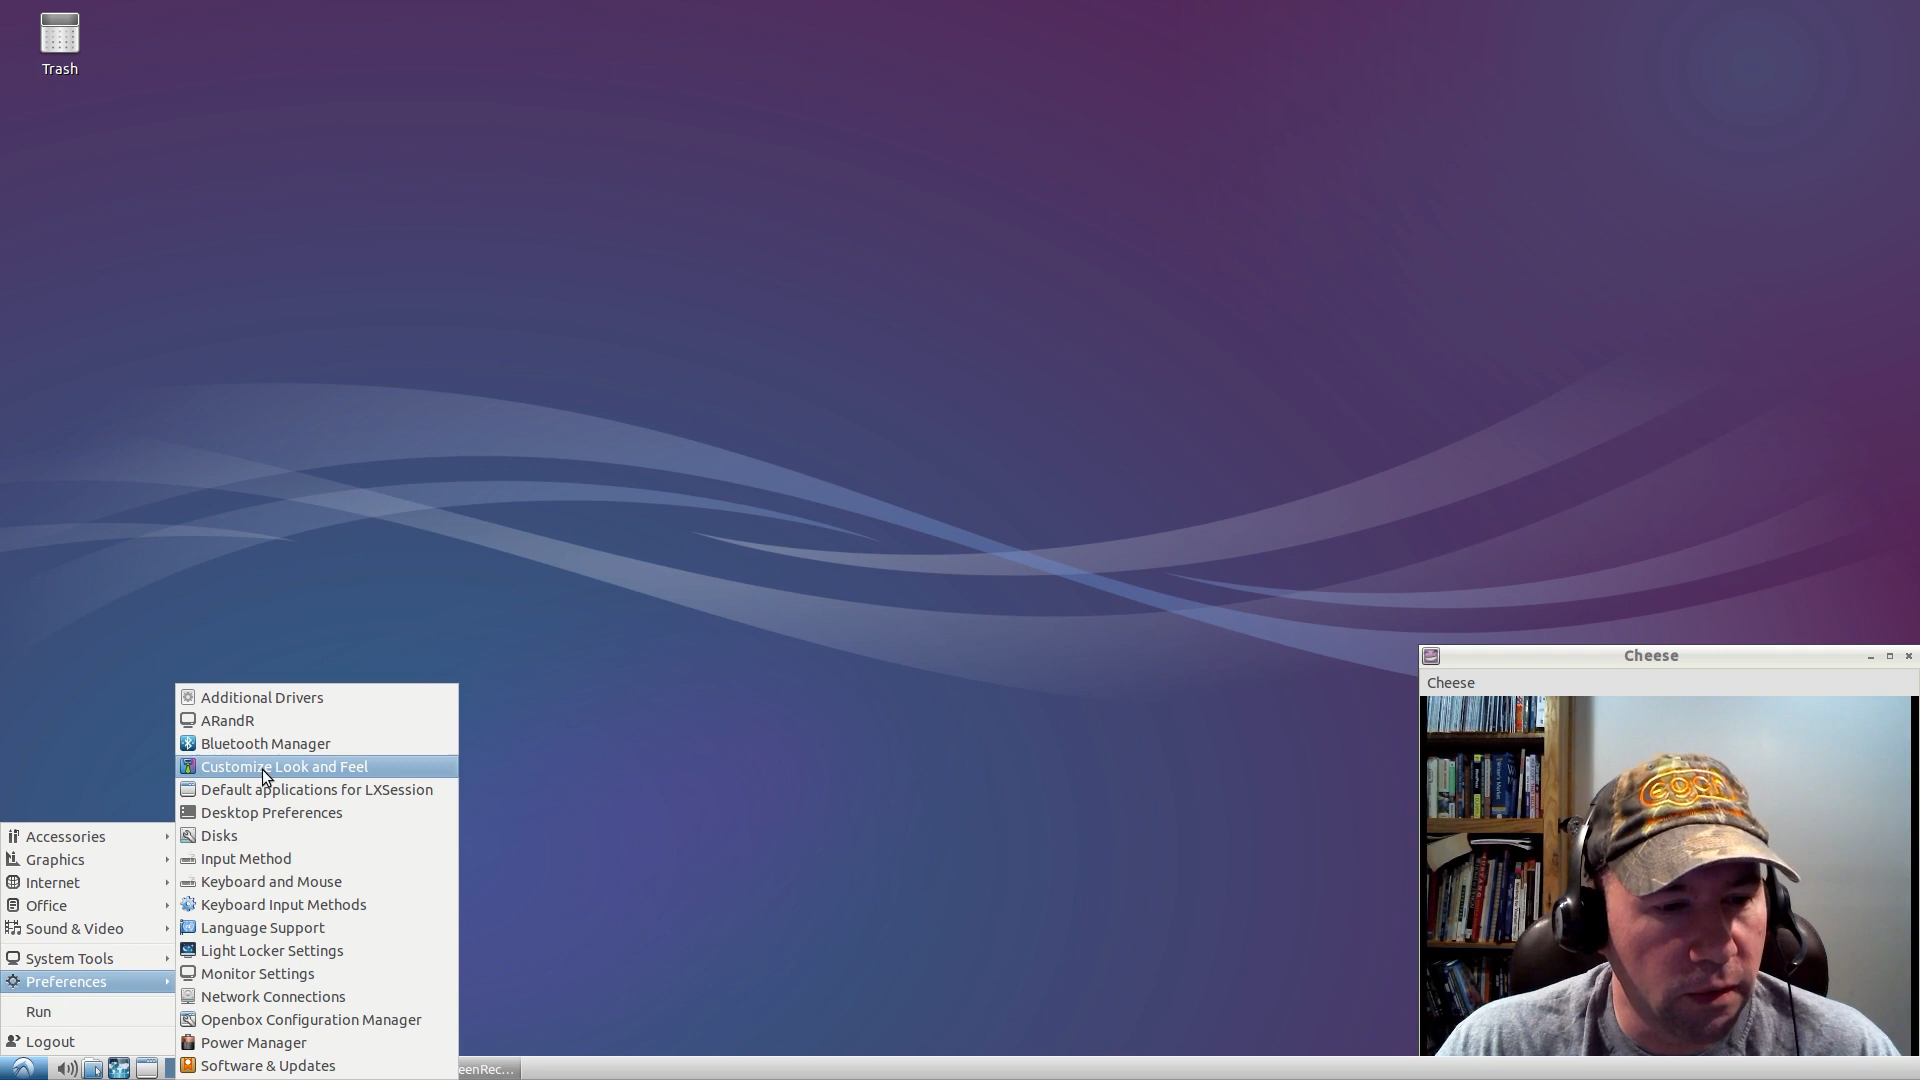 Trash
Additional Drivers
ARandR
Bluetooth Manager
Customize Look and Feel
Default applications for LXSession
Desktop Preferences
Disks
Input Method
Keyboard and Mouse
Keyboard Input Methods
Language Support
Light Locker Settings
Monitor Settings
Network Connections
Openbox Configuration Manager
Power Manager
Software & Updates
Accessories
Graphics
Internet
Office
Sound & Video
System Tools
Preferences
Run
Logout
eenRec...
Cheese
Cheese